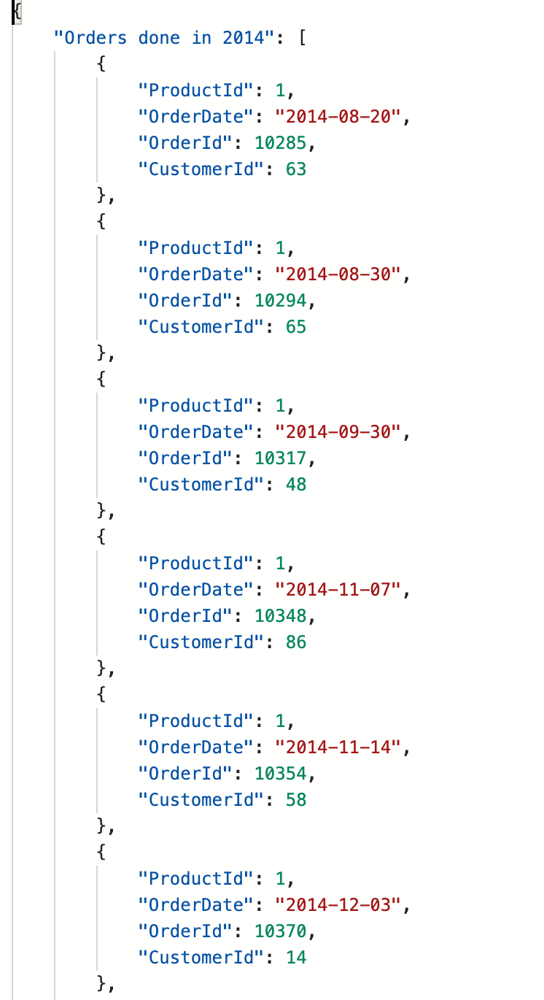 {
"Orders done in 2014": [
{
"ProductId": 1,
"OrderDate": "2014-08-20",
"OrderId": 10285,
"CustomerId": 63
},
{
"ProductId": 1,
"OrderDate": "2014-08-30",
"OrderId": 10294,
"CustomerId": 65
},
{
"ProductId": 1,
"OrderDate": "2014-09-30",
"OrderId": 10317,
"CustomerId": 48
},
{
"ProductId": 1,
"OrderDate": "2014-11-07",
"OrderId": 10348,
"CustomerId": 86
},
{
"ProductId": 1,
"OrderDate": "2014-11-14",
"OrderId": 10354,
"CustomerId": 58
},
{
"ProductId": 1,
"OrderDate": "2014-12-03",
"OrderId": 10370,
"CustomerId": 14
},